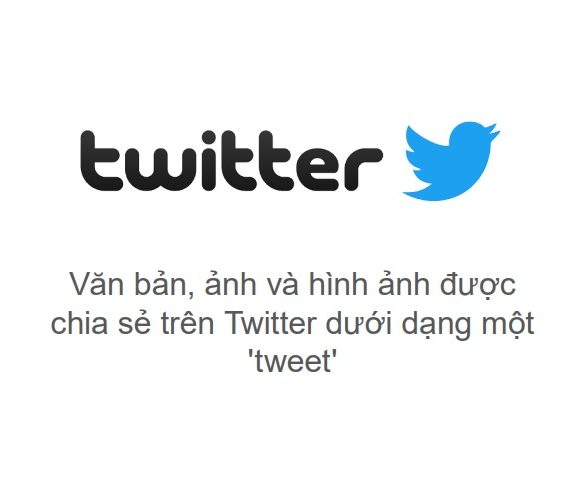 twitter
Văn bản, ảnh và hình ảnh được
chia sẻ trên Twitter dưới dạng một
'tweet'